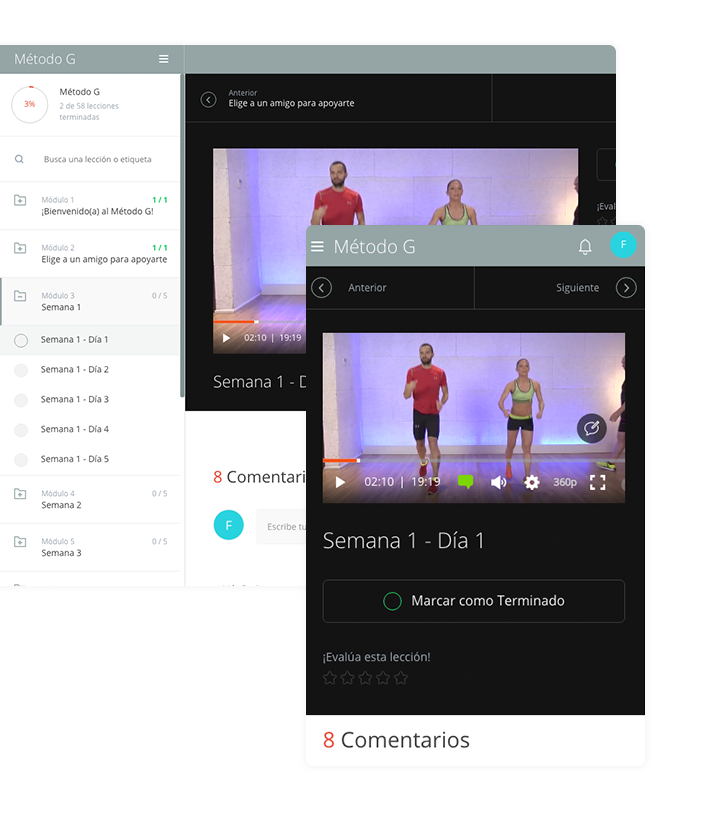 Método G
3%
Método G
2 de 58 lecciones
terminadas
Busca una lección o etiqueta
Módulo 1
1 / 1
¡Bienvenido(a) al Método G!
Módulo 2
1 / 1
Elige a un amigo para apoyarte
Módulo 3
0 / 5
Semana 1
Semana 1 - Día 1
Semana 1 - Día 2
Semana 1 - Día 3
Semana 1 - Día 4
Semana 1 - Día 5
Módulo 4
0 / 5
Semana 2
Módulo 5
0 / 5
Semana 3
Anterior
Elige a un amigo para apoyarte
02:10 | 19:19
Semana 1 - D
¡Eval
8 Comentari
F
Escribe tu
Método G
F
Anterior
Siguiente
02:10 | 19:19
360p
Semana 1 - Día 1
Marcar como Terminado
¡Evalúa esta lección!
8 Comentarios